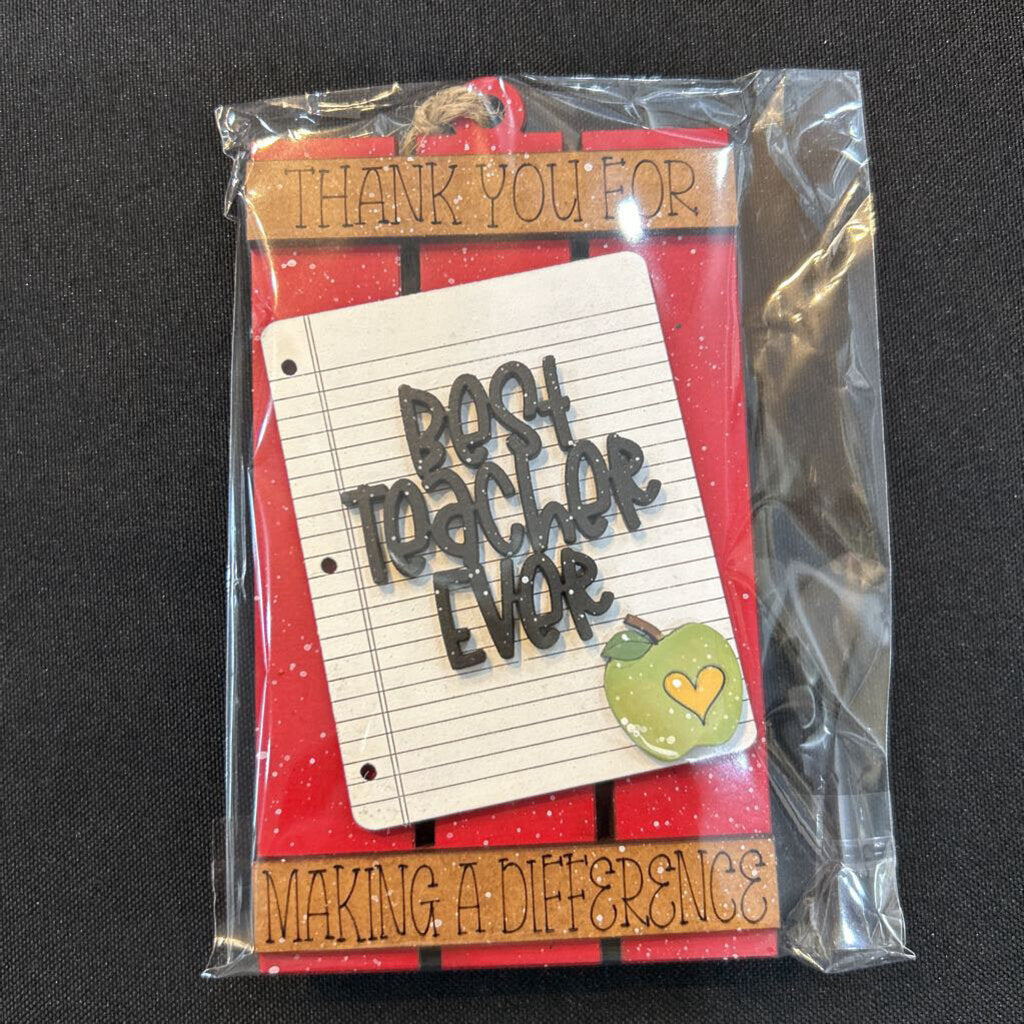 THANK YOU FOR
Best
Teacher
Ever
MAKING A DIFFERENCE